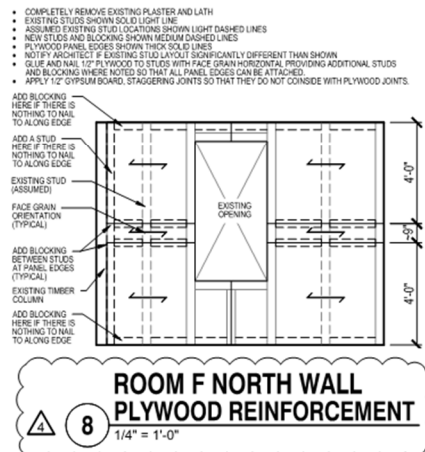 • COMPLETELY REMOVE EXISTING PLASTER AND LATH
• EXISTING STUDS SHOWN SOLID LIGHT LINE
• ASSUMED EXISTING STUD LOCATIONS SHOWN LIGHT DASHED LINES
• NEW STUDS AND BLOCKING SHOWN MEDIUM DASHED LINES
• PLYWOOD PANEL EDGES SHOWN THICK SOLID LINES
• NOTIFY ARCHITECT IF EXISTING STUD LAYOUT SIGNIFICANTLY DIFFERENT THAN SHOWN
• GLUE AND NAIL 1/2" PLYWOOD TO STUDS WITH FACE GRAIN HORIZONTAL PROVIDING ADDITIONAL STUDS
AND BLOCKING WHERE NOTED SO THAT ALL PANEL EDGES CAN BE ATTACHED.
• APPLY 1/2" GYPSUM BOARD, STAGGERING JOINTS SO THAT THEY DO NOT COINSIDE WITH PLYWOOD JOINTS.
ADD BLOCKING
HERE IF THERE IS
NOTHING TO NAIL
TO ALONG EDGE
ADD A STUD
HERE IF THERE IS
NOTHING TO NAIL
TO ALONG EDGE
EXISTING STUD
(ASSUMED)
FACE GRAIN
ORIENTATION
(TYPICAL)
ADD BLOCKING
BETWEEN STUDS
AT PANEL EDGES
(TYPICAL)
EXISTING TIMBER
COLUMN
ADD BLOCKING
HERE IF THERE IS
NOTHING TO NAIL
TO ALONG EDGE
EXISTING
OPENING
4'-0"
~9"
4'-0"
ROOM F NORTH WALL
PLYWOOD REINFORCEMENT
4
8
1/4" = 1'-0"